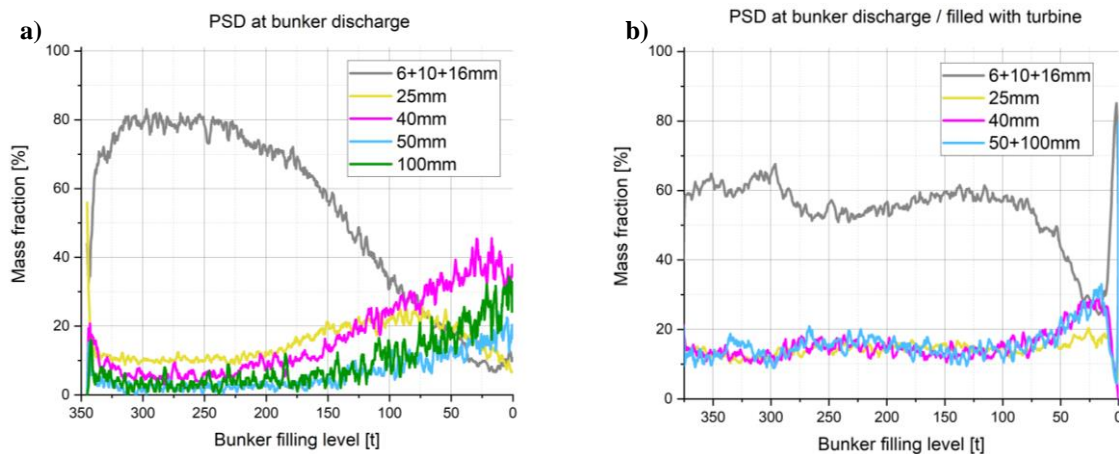 a)
PSD at bunker discharge
100
80
60
40
20
0
Mass fraction [%]
6+10+16mm
25mm
40mm
50mm
100mm
345
300
250
200
150
100
50
0
Bunker filling level [t]
b)
PSD at bunker discharge / filled with turbine
100
80
60
40
20
0
Mass fraction [%]
6+10+16mm
25mm
40mm
50+100mm
350
300
250
200
150
100
50
0
Bunker filling level [t]